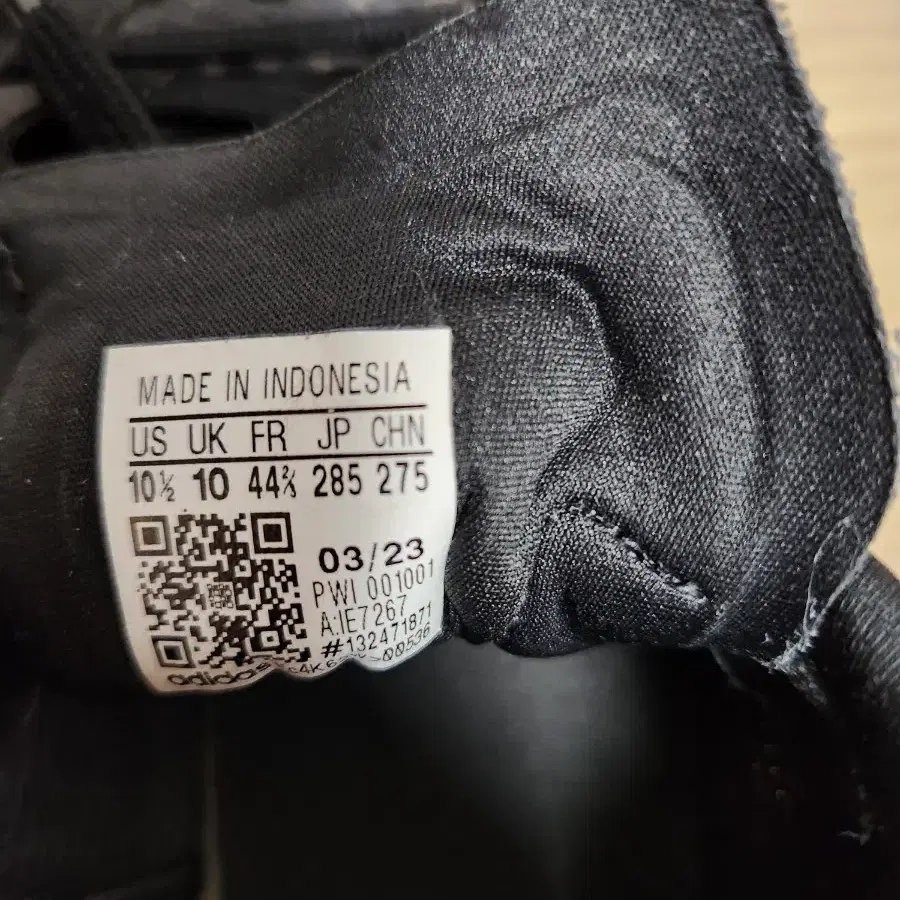 MADE IN INDONESIA
US UK FR JP CHN
10½ 10 44⅔ 285 275
03/23
PWI 001001
A:IE7267
#132471871
adidas